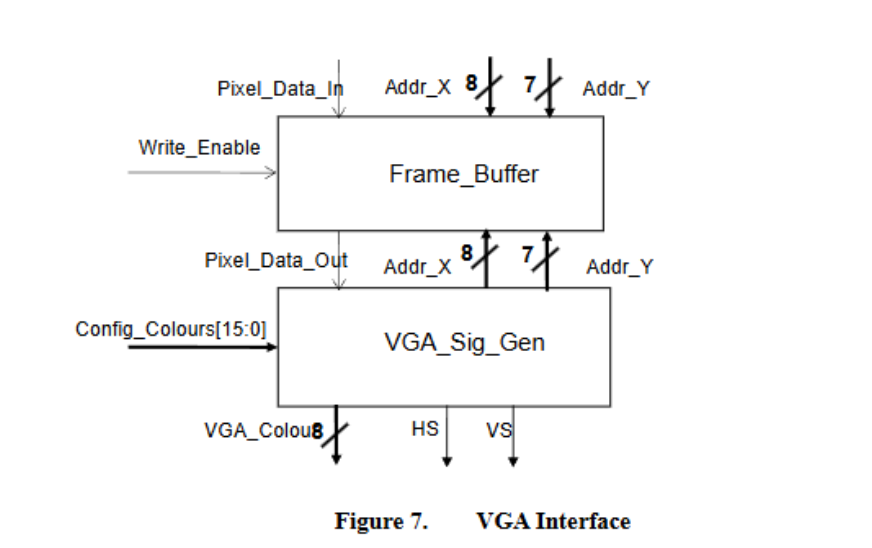 Pixel_Data_In Addr_X 8 7 Addr_Y
Write_Enable
Frame_Buffer
Pixel_Data_Out Addr_X 8 7 Addr_Y
Config_Colours[15:0]
VGA_Sig_Gen
VGA_Colou8 HS VS
Figure 7. VGA Interface